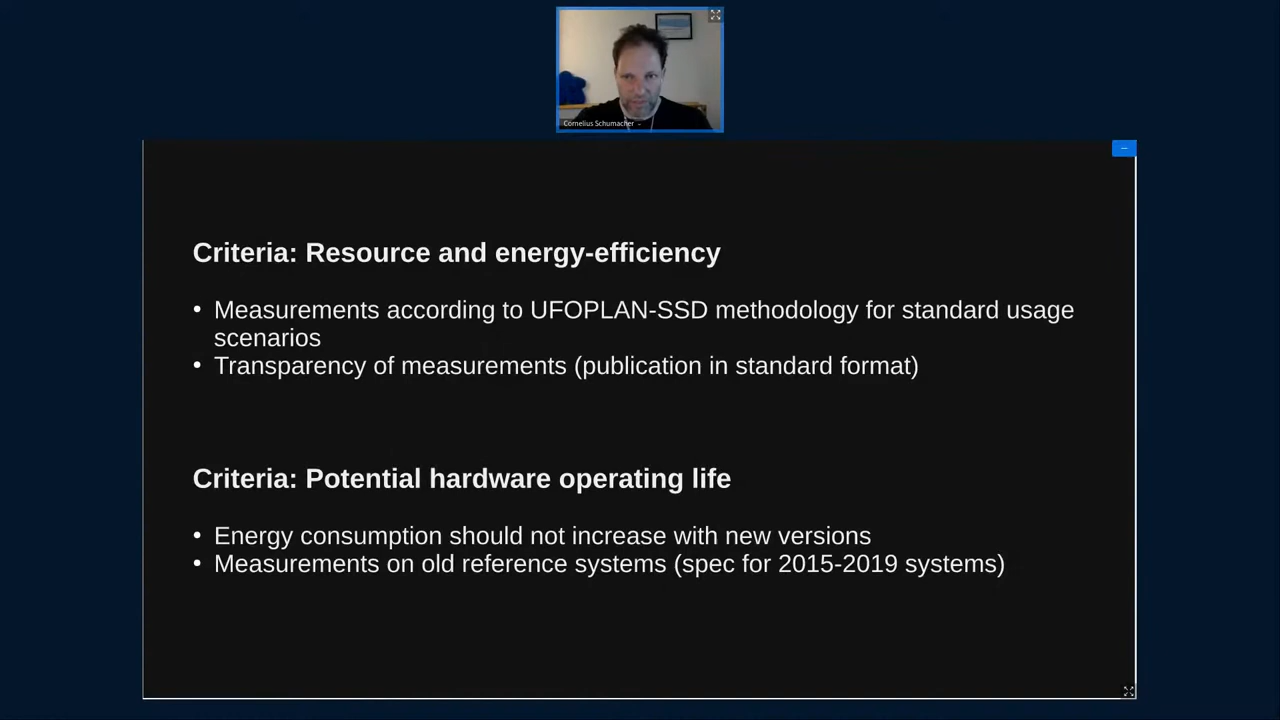 Cornelius Schumacher
Criteria: Resource and energy-efficiency
• Measurements according to UFOPLAN-SSD methodology for standard usage
scenarios
• Transparency of measurements (publication in standard format)
Criteria: Potential hardware operating life
• Energy consumption should not increase with new versions
• Measurements on old reference systems (spec for 2015-2019 systems)